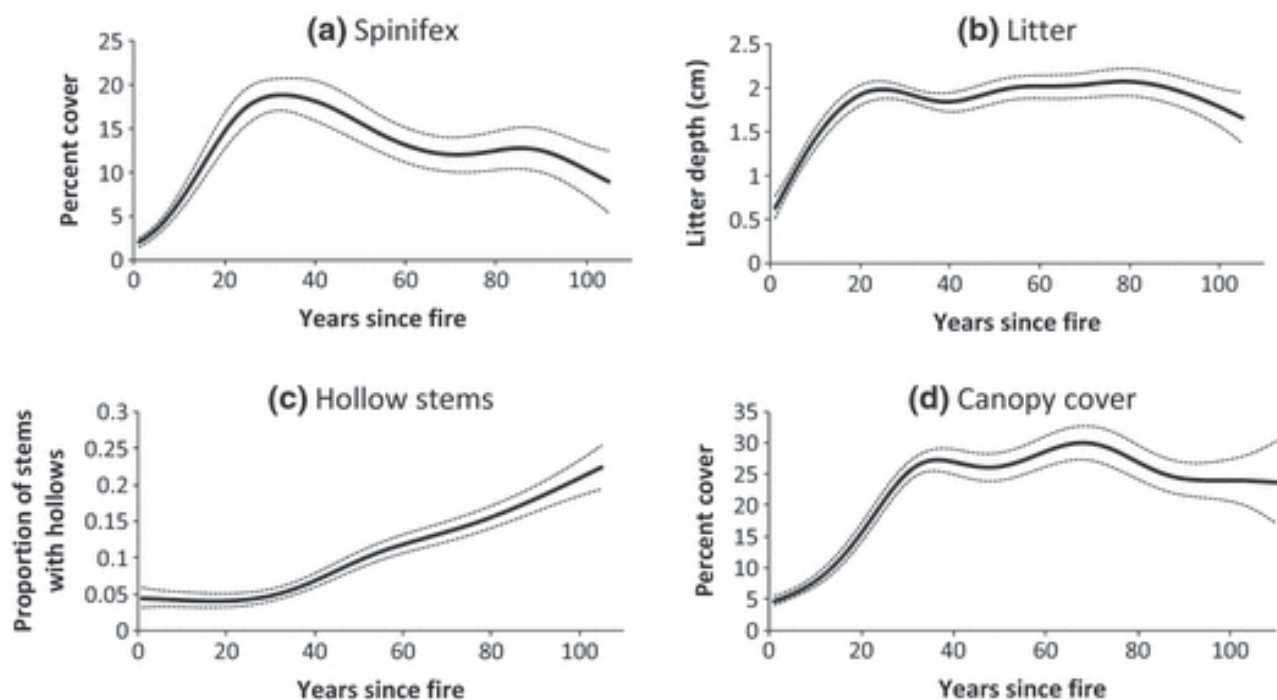 (a) Spinifex
Percent cover
25
20
15
10
5
0
0 20 40 60 80 100
Years since fire
(b) Litter
Litter depth (cm)
2.5
2
1.5
1
0.5
0
0 20 40 60 80 100
Years since fire
(c) Hollow stems
Proportion of stems
with hollows
0.3
0.25
0.2
0.15
0.1
0.05
0
0 20 40 60 80 100
Years since fire
(d) Canopy cover
Percent cover
35
30
25
20
15
10
5
0
0 20 40 60 80 100
Years since fire